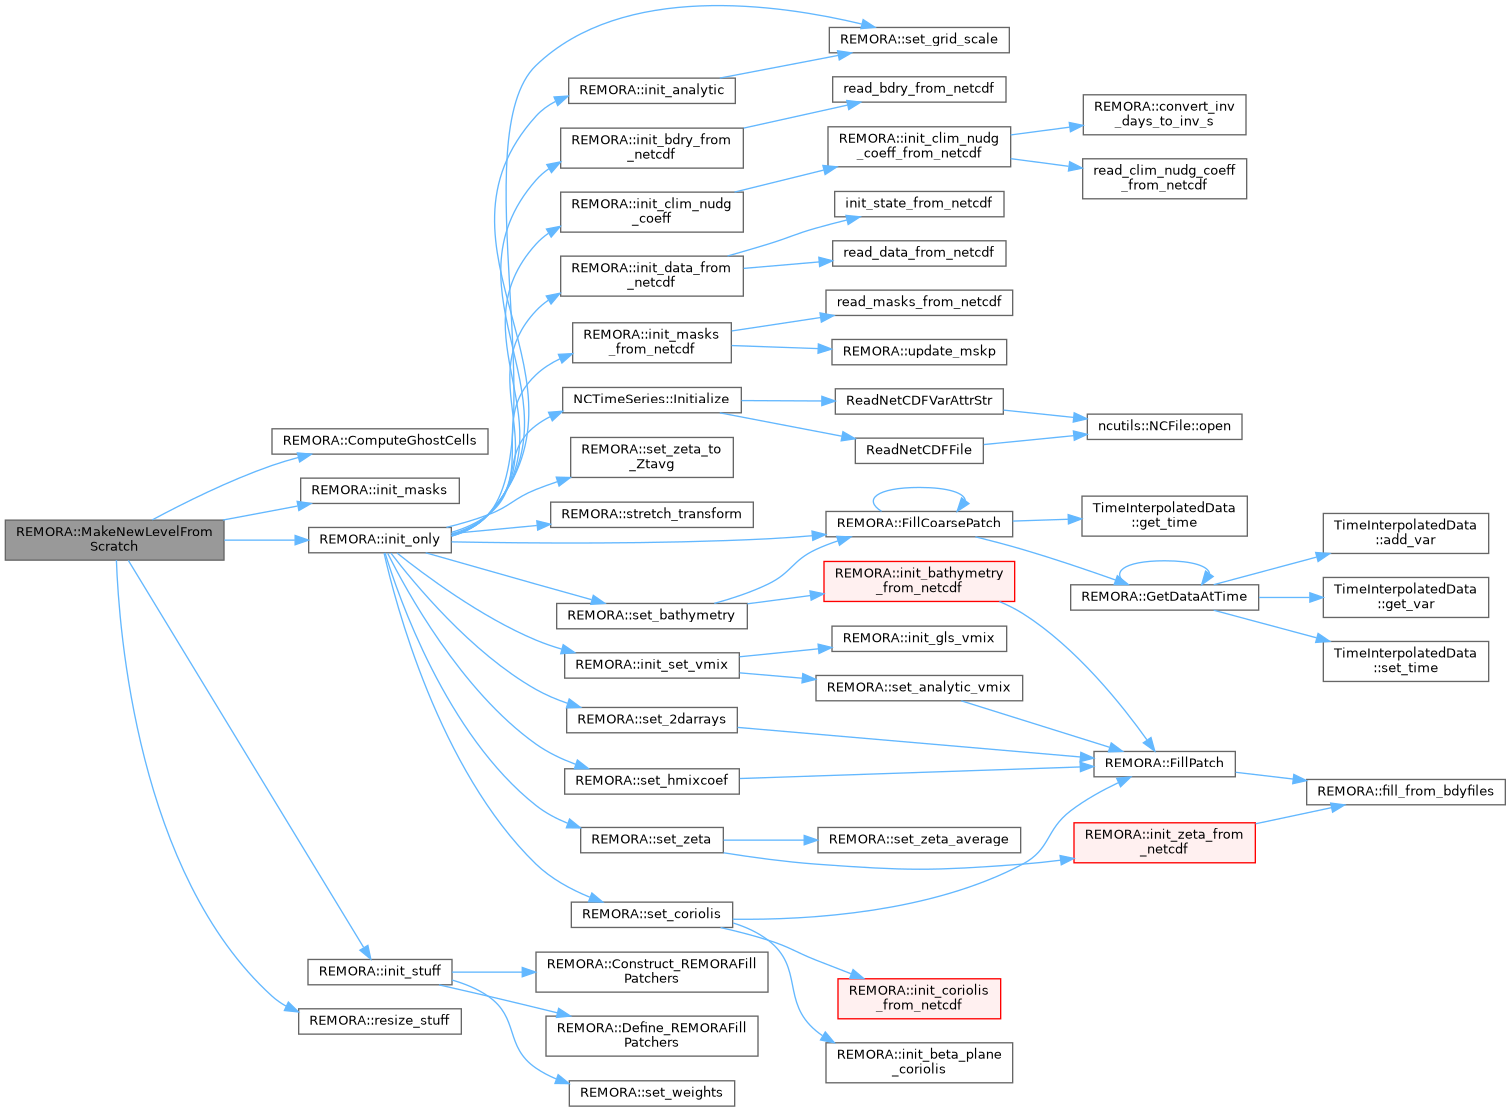 REMORA::MakeNewLevelFrom
Scratch
REMORA::ComputeGhostCells
REMORA::init_masks
REMORA::init_only
REMORA::init_stuff
REMORA::resize_stuff
REMORA::init_analytic
REMORA::init_bdry_from
_netcdf
REMORA::init_clim_nudg
_coeff
REMORA::init_data_from
_netcdf
REMORA::init_masks
_from_netcdf
NCTimeSeries::Initialize
REMORA::set_zeta_to
_Ztavg
REMORA::stretch_transform
REMORA::set_bathymetry
REMORA::init_set_vmix
REMORA::set_2darrays
REMORA::set_hmixcoef
REMORA::set_zeta
REMORA::set_coriolis
REMORA::Construct_REMORAFill
Patchers
REMORA::Define_REMORAFill
Patchers
REMORA::set_weights
REMORA::set_grid_scale
read_bdry_from_netcdf
REMORA::init_clim_nudg
_coeff_from_netcdf
init_state_from_netcdf
read_data_from_netcdf
read_masks_from_netcdf
REMORA::update_mskp
ReadNetCDFVarAttrStr
ReadNetCDFFile
REMORA::FillCoarsePatch
REMORA::init_bathymetry
_from_netcdf
REMORA::init_gls_vmix
REMORA::set_analytic_vmix
REMORA::set_zeta_average
REMORA::init_coriolis
_from_netcdf
REMORA::init_beta_plane
_coriolis
REMORA::convert_inv
_days_to_inv_s
read_clim_nudg_coeff
_from_netcdf
ncutils::NCFile::open
TimeInterpolatedData
::get_time
REMORA::GetDataAtTime
REMORA::FillPatch
REMORA::init_zeta_from
_netcdf
TimeInterpolatedData
::add_var
TimeInterpolatedData
::get_var
TimeInterpolatedData
::set_time
REMORA::fill_from_bdyfiles